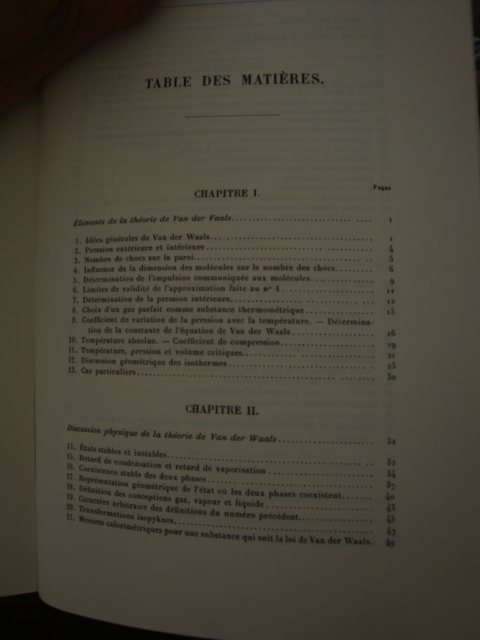 TABLE DES MATIÈRES.
Pages
CHAPITRE I.
Éléments de la théorie de Van der Vaals 1
1. Idées générales de Van der Waals 1
2. Pression extérieure et intérieure 4
3. Nombre de chocs sur la paroi 5
4. Influence de la dimension des molécules sur le nombre des chocs 6
5. Détermination de l'impulsion communiquée aux molécules 9
6. Limites de validité de l'approximation faite au nº 4 11
7. Détermination de la pression intérieure 12
8. Choix d'un gaz parfait comme substance thermométrique 15
9. Coefficient de variation de la pression avec la température. — Détermina-
tion de la constante de l'équation de Van der Waals 16
10. Température absolue. — Coefficient de compression 19
11. Température, pression et volume critiques 21
12. Discussion géométrique des isothermes 23
13. Cas particuliers 30
CHAPITRE II.
Discussion physique de la théorie de Van der Waals 32
14. États stables et instables 32
15. Retard de condensation et retard de vaporisation 34
16. Coexistence stable des deux phases 37
17. Représentation géométrique de l'état où les deux phases coexistent 40
18. Définition des conceptions gaz, vapeur et liquide 43
19. Caractère arbitraire des définitions du numéro précédent 45
20. Transformations isopyknes 47
21. Mesures calorimétriques pour une substance qui suit la loi de Van der Waals. 49